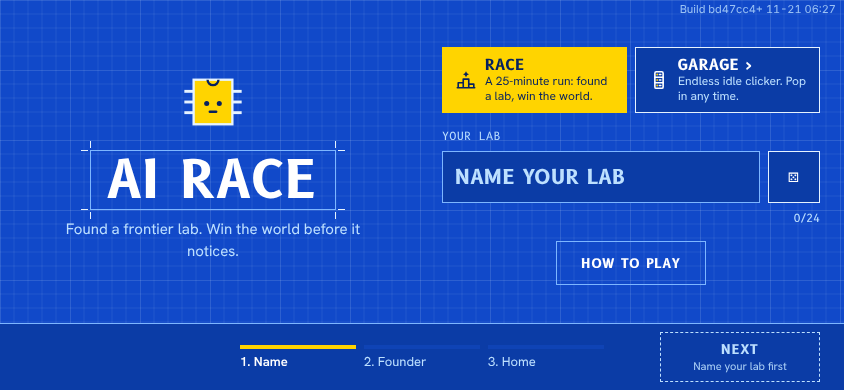 Build bd47cc4+ 11-21 06:27
RACE
A 25-minute run: found
a lab, win the world.
GARAGE ›
Endless idle clicker. Pop
in any time.
AI RACE
Found a frontier lab. Win the world before it
notices.
YOUR LAB
NAME YOUR LAB
0/24
HOW TO PLAY
1. Name
2. Founder
3. Home
NEXT
Name your lab first